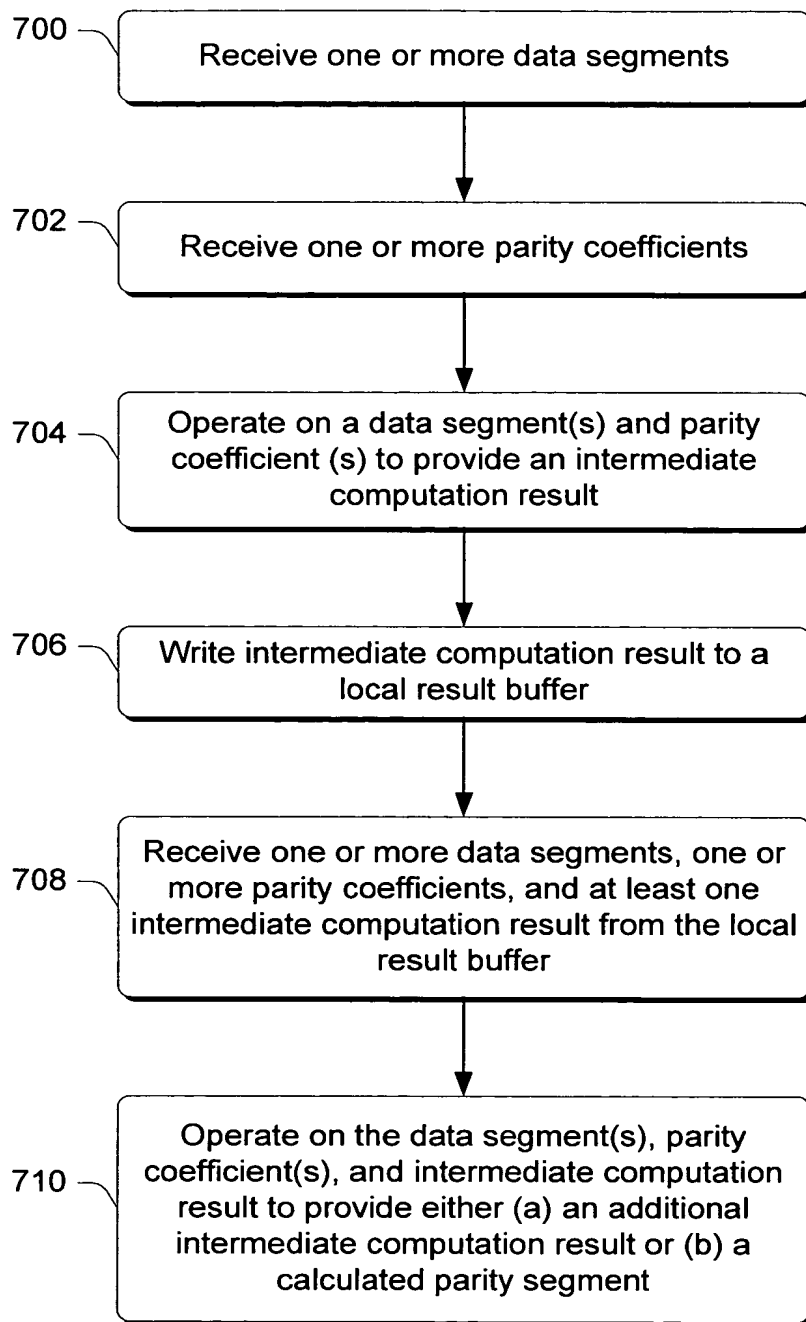 700
Receive one or more data segments
702
Receive one or more parity coefficients
704
Operate on a data segment(s) and parity
coefficient (s) to provide an intermediate
computation result
706
Write intermediate computation result to a
local result buffer
708
Receive one or more data segments, one or
more parity coefficients, and at least one
intermediate computation result from the local
result buffer
710
Operate on the data segment(s), parity
coefficient(s), and intermediate computation
result to provide either (a) an additional
intermediate computation result or (b) a
calculated parity segment